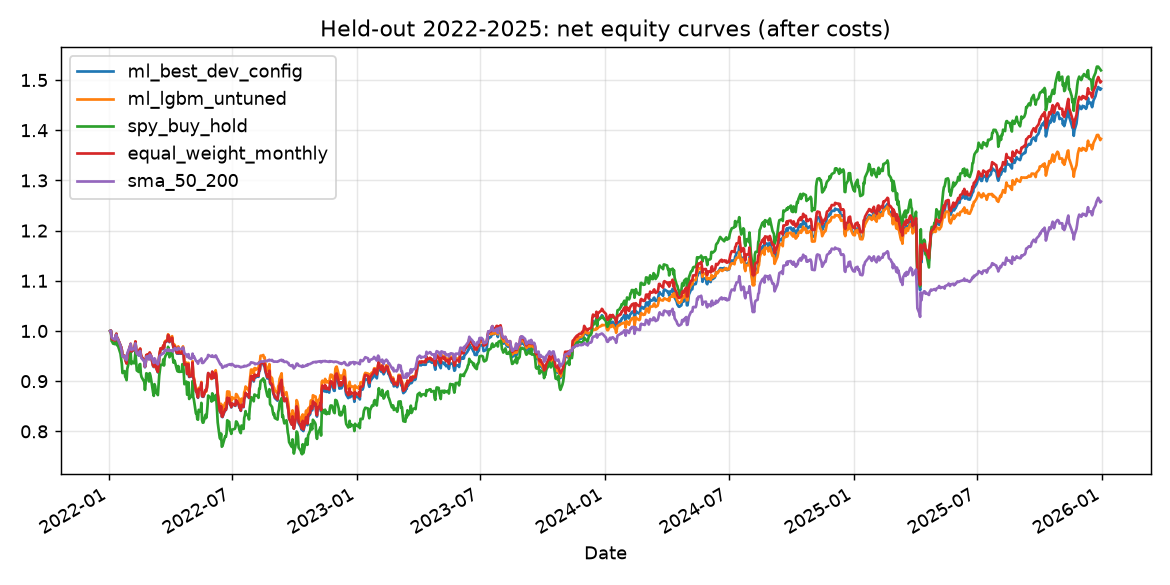 Held-out 2022-2025: net equity curves (after costs)
ml_best_dev_config
ml_lgbm_untuned
spy_buy_hold
equal_weight_monthly
sma_50_200
1.5
1.4
1.3
1.2
1.1
1.0
0.9
0.8
2022-01
2022-07
2023-01
2023-07
2024-01
2024-07
2025-01
2025-07
2026-01
Date